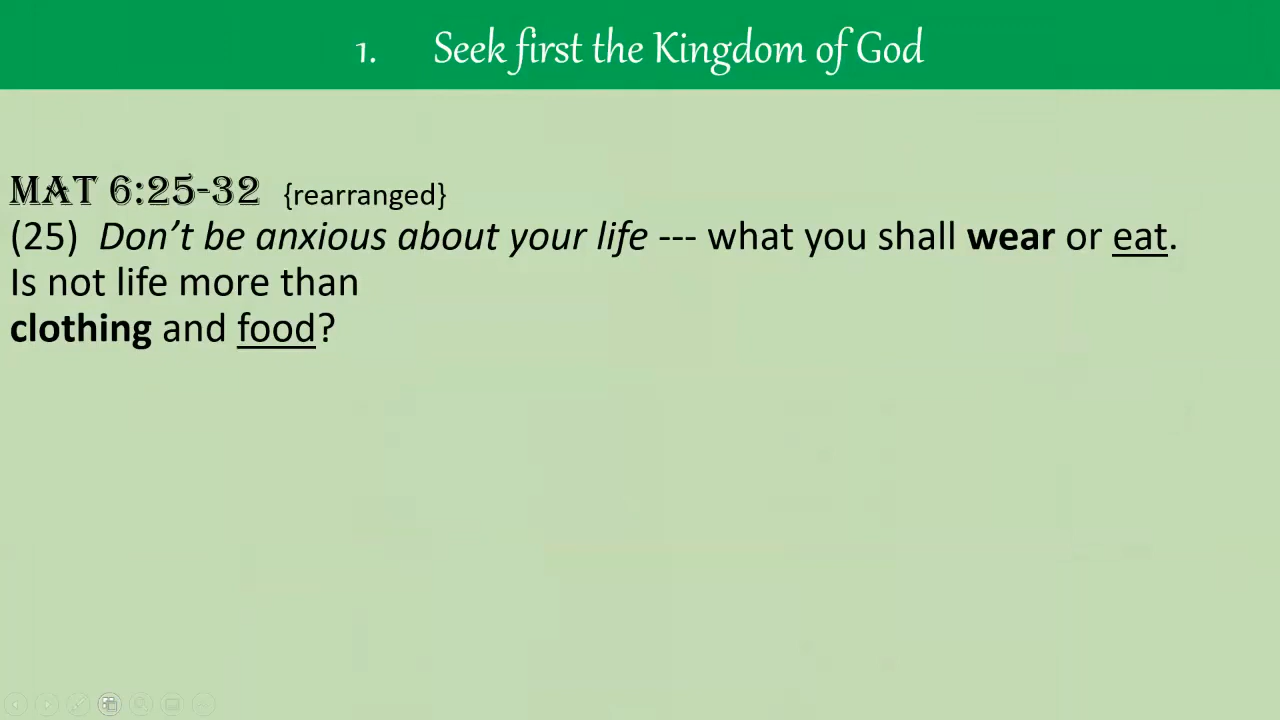 1. Seek first the Kingdom of God
MAT 6:25-32 {rearranged}
(25) Don't be anxious about your life --- what you shall wear or eat.
Is not life more than
clothing and food?